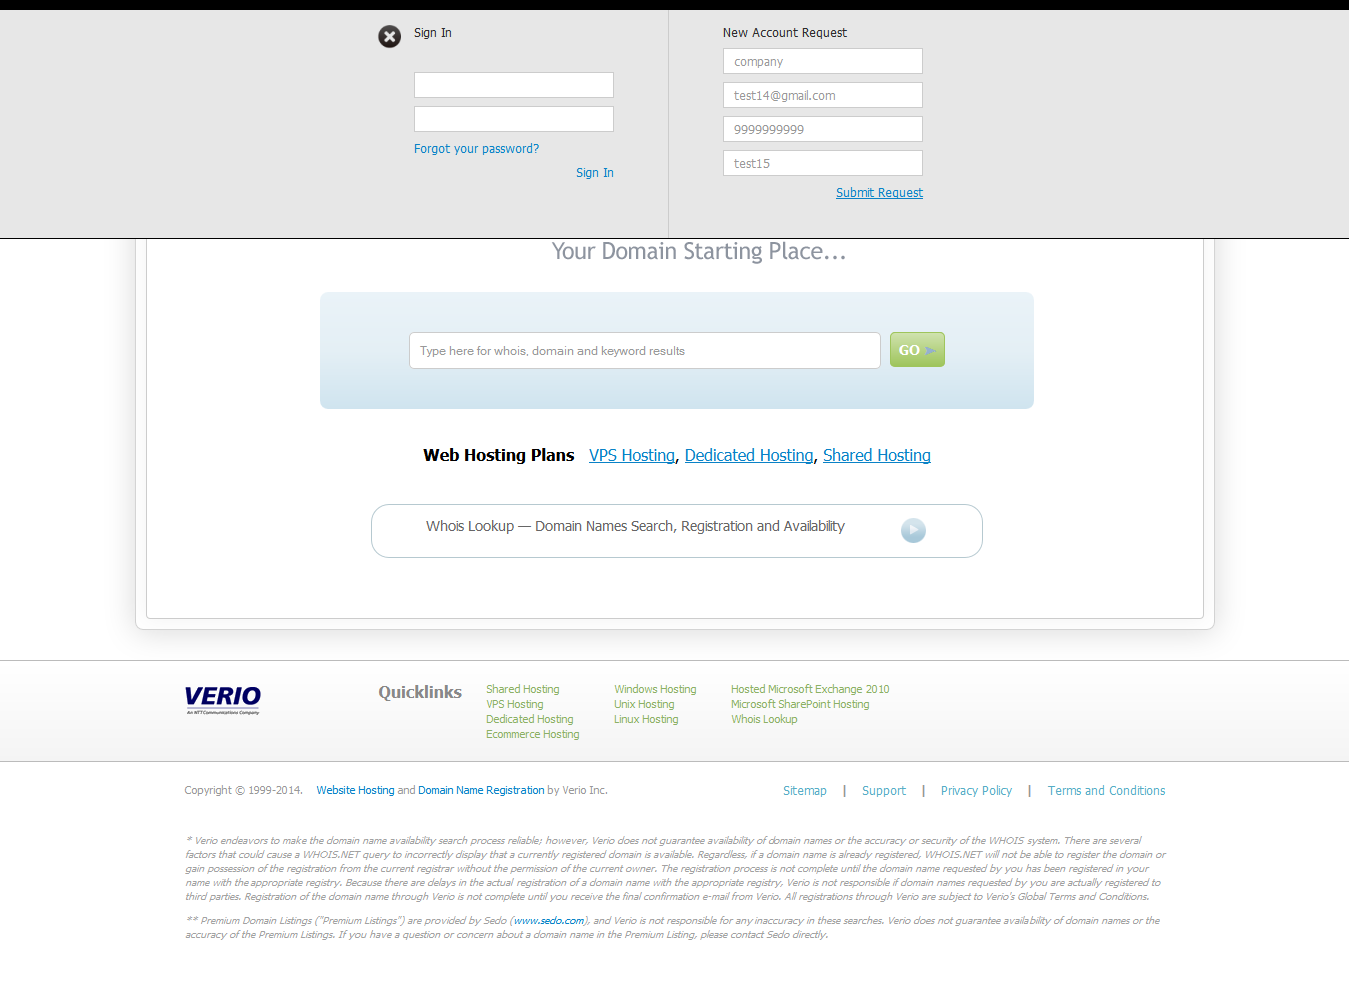 Sign In
Forgot your password?
Sign In
New Account Request
company
test14@gmail.com
9999999999
test15
Submit Request
Your Domain Starting Place...
Type here for whois, domain and keyword results
GO
Web Hosting Plans VPS Hosting, Dedicated Hosting, Shared Hosting
Whois Lookup — Domain Names Search, Registration and Availability
VERIO
An NTT Communications Company
Quicklinks
Shared Hosting
VPS Hosting
Dedicated Hosting
Ecommerce Hosting
Windows Hosting
Unix Hosting
Linux Hosting
Hosted Microsoft Exchange 2010
Microsoft SharePoint Hosting
Whois Lookup
Copyright © 1999-2014. Website Hosting and Domain Name Registration by Verio Inc.
Sitemap | Support | Privacy Policy | Terms and Conditions
* Verio endeavors to make the domain name availability search process reliable; however, Verio does not guarantee availability of domain names or the accuracy or security of the WHOIS system. There are several
factors that could cause a WHOIS.NET query to incorrectly display that a currently registered domain is available. Regardless, if a domain name is already registered, WHOIS.NET will not be able to register the domain or
gain possession of the registration from the current registrar without the permission of the current owner. The registration process is not complete until the domain name requested by you has been registered in your
name with the appropriate registry. Because there are delays in the actual registration of a domain name with the appropriate registry, Verio is not responsible if domain names requested by you are actually registered to
third parties. Registration of the domain name through Verio is not complete until you receive the final confirmation e-mail from Verio. All registrations through Verio are subject to Verio's Global Terms and Conditions.
** Premium Domain Listings ("Premium Listings") are provided by Sedo (www.sedo.com), and Verio is not responsible for any inaccuracy in these searches. Verio does not guarantee availability of domain names or the
accuracy of the Premium Listings. If you have a question or concern about a domain name in the Premium Listing, please contact Sedo directly.